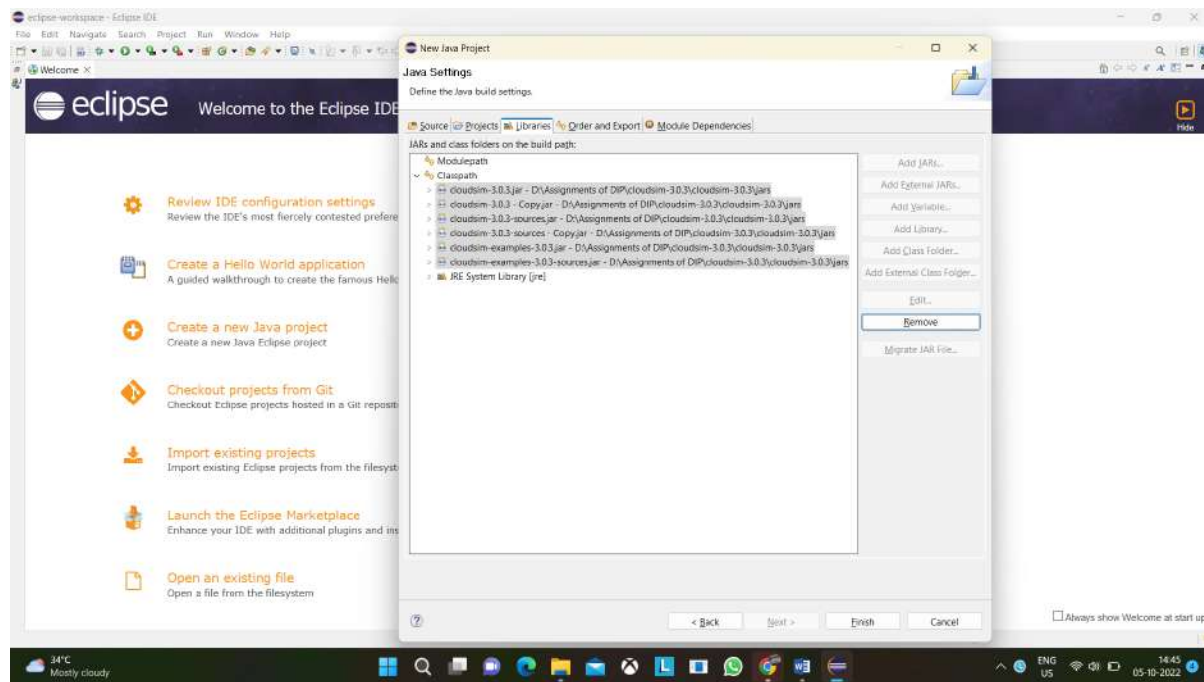 eclipse-workspace - Eclipse IDE
File Edit Navigate Search Project Run Window Help
Welcome
eclipse Welcome to the Eclipse IDE
Hide
Review IDE configuration settings
Review the IDE's most fiercely contested prefere
Create a Hello World application
A guided walkthrough to create the famous Hello
Create a new Java project
Create a new Java Eclipse project
Checkout projects from Git
Checkout Eclipse projects hosted in a Git reposit
Import existing projects
Import existing Eclipse projects from the filesyst
Launch the Eclipse Marketplace
Enhance your IDE with additional plugins and ins
Open an existing file
Open a file from the filesystem
New Java Project
Java Settings
Define the Java build settings.
Source Projects Libraries Order and Export Module Dependencies
JARs and class folders on the build path:
Modulepath
Classpath
cloudsim-3.0.3.jar - D:\Assignments of DIP\cloudsim-3.0.3\cloudsim-3.0.3\jars
cloudsim-3.0.3 - Copy.jar - D:\Assignments of DIP\cloudsim-3.0.3\cloudsim-3.0.3\jars
cloudsim-3.0.3-sources.jar - D:\Assignments of DIP\cloudsim-3.0.3\cloudsim-3.0.3\jars
cloudsim-3.0.3-sources - Copy.jar - D:\Assignments of DIP\cloudsim-3.0.3\cloudsim-3.0.3\jars
cloudsim-examples-3.0.3.jar - D:\Assignments of DIP\cloudsim-3.0.3\cloudsim-3.0.3\jars
cloudsim-examples-3.0.3-sources.jar - D:\Assignments of DIP\cloudsim-3.0.3\cloudsim-3.0.3\jars
JRE System Library [jre]
Add JARs...
Add External JARs...
Add Variable...
Add Library...
Add Class Folder...
Add External Class Folder...
Edit...
Remove
Migrate JAR File...
< Back Next > Finish Cancel
Always show Welcome at start up
34°C
Mostly cloudy
ENG
US
14:45
05-10-2022